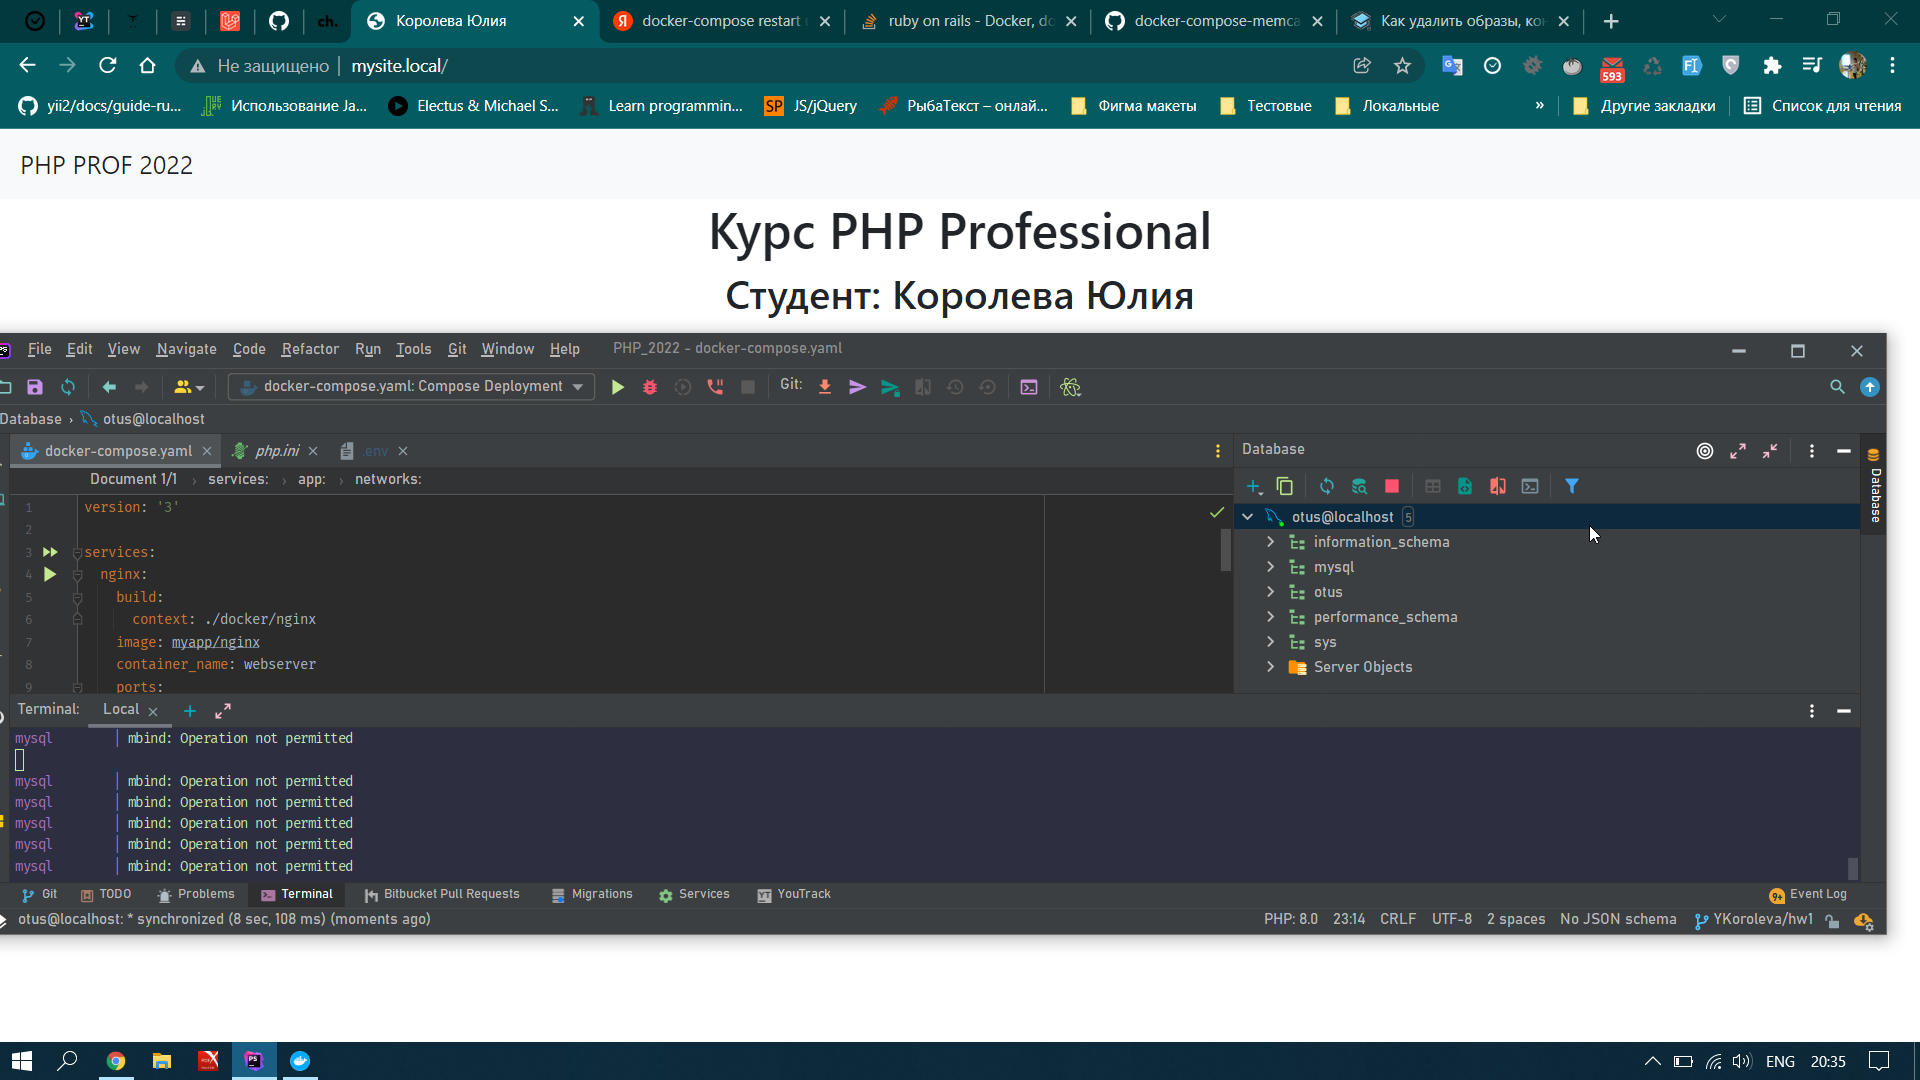 ch.
Королева Юлия
docker-compose restart
ruby on rails - Docker, do
docker-compose-memca
Как удалить образы, кон
Не защищено
mysite.local/
593
yii2/docs/guide-ru...
Использование Ja...
Electus & Michael S...
Learn programmin...
SP JS/jQuery
РыбаТекст – онлай...
Фигма макеты
Тестовые
Локальные
»
Другие закладки
Список для чтения
PHP PROF 2022
Курс PHP Professional
Студент: Королева Юлия
File Edit View Navigate Code Refactor Run Tools Git Window Help
PHP_2022 - docker-compose.yaml
docker-compose.yaml: Compose Deployment
Git:
Database › otus@localhost
docker-compose.yaml
php.ini
.env
Document 1/1 › services: › app: › networks:
1 version: '3'
2
3 services:
4 nginx:
5 build:
6 context: ./docker/nginx
7 image: myapp/nginx
8 container_name: webserver
9 ports:
Database
otus@localhost 5
information_schema
mysql
otus
performance_schema
sys
Server Objects
Database
Terminal: Local
mysql | mbind: Operation not permitted
mysql | mbind: Operation not permitted
mysql | mbind: Operation not permitted
mysql | mbind: Operation not permitted
mysql | mbind: Operation not permitted
mysql | mbind: Operation not permitted
Git TODO Problems Terminal Bitbucket Pull Requests Migrations Services YouTrack
9+ Event Log
otus@localhost: * synchronized (8 sec, 108 ms) (moments ago)
PHP: 8.0 23:14 CRLF UTF-8 2 spaces No JSON schema YKoroleva/hw1
ENG 20:35